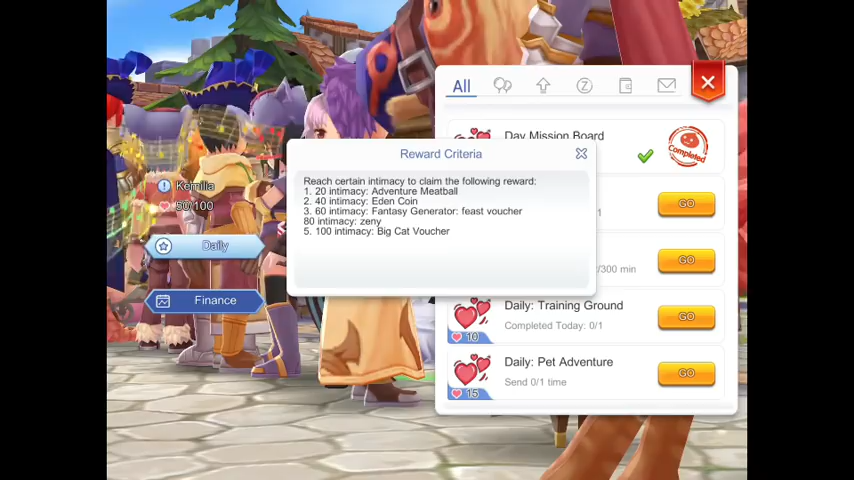 All
Day Mission Board
Completed
Reward Criteria
Reach certain intimacy to claim the following reward:
1. 20 intimacy: Adventure Meatball
2. 40 intimacy: Eden Coin
3. 60 intimacy: Fantasy Generator: feast voucher
80 intimacy: zeny
5. 100 intimacy: Big Cat Voucher
Kemilla
50/100
Daily
Finance
GO
/300 min
GO
Daily: Training Ground
Completed Today: 0/1
10
GO
Daily: Pet Adventure
Send 0/1 time
15
GO